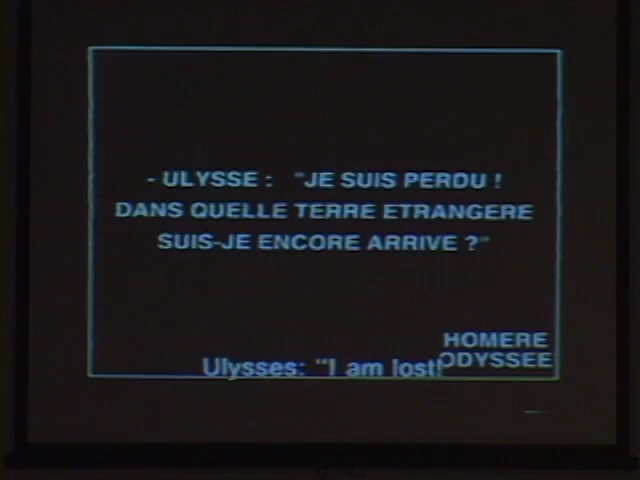 - ULYSSE : "JE SUIS PERDU !
DANS QUELLE TERRE ETRANGERE
SUIS-JE ENCORE ARRIVE ?"
HOMERE
ODYSSEE
Ulysses: "I am lost!